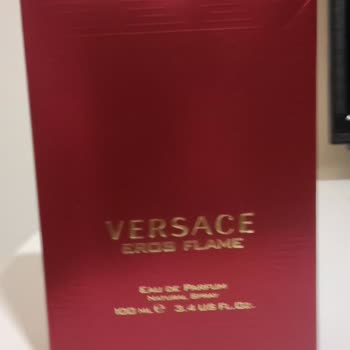 VERSACE
EROS FLAME
EAU DE PARFUM
NATURAL SPRAY
100 ML ℮ 3.4 US FL.OZ.